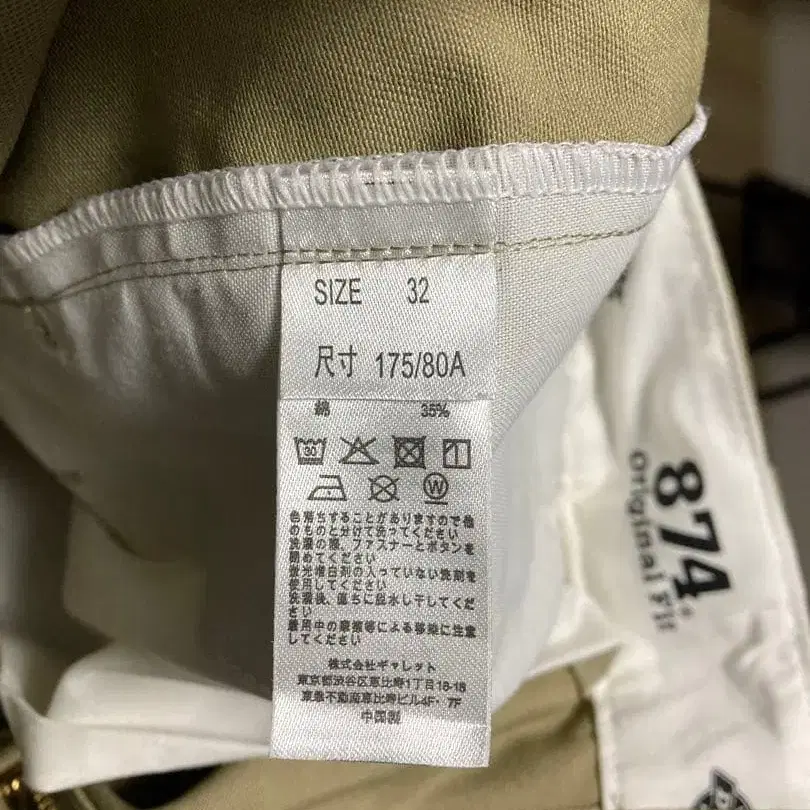 SIZE 32
尺寸 175/80A
綿 35%
30
W
色落ちすることがありますので他
のものと分けて洗ってください
洗濯の際、ファスナーとボタンを
閉めてください
蛍光増白剤の入っていない洗剤を
使用してください
洗濯後、直ちに起水し干してくだ
さい
着用中の摩擦等による移染に注意
してください
株式会社ギャレット
東京都渋谷区恵比寿1丁目18-18
東急不動産恵比寿ビル4F・7F
中国製
874
Original Fit